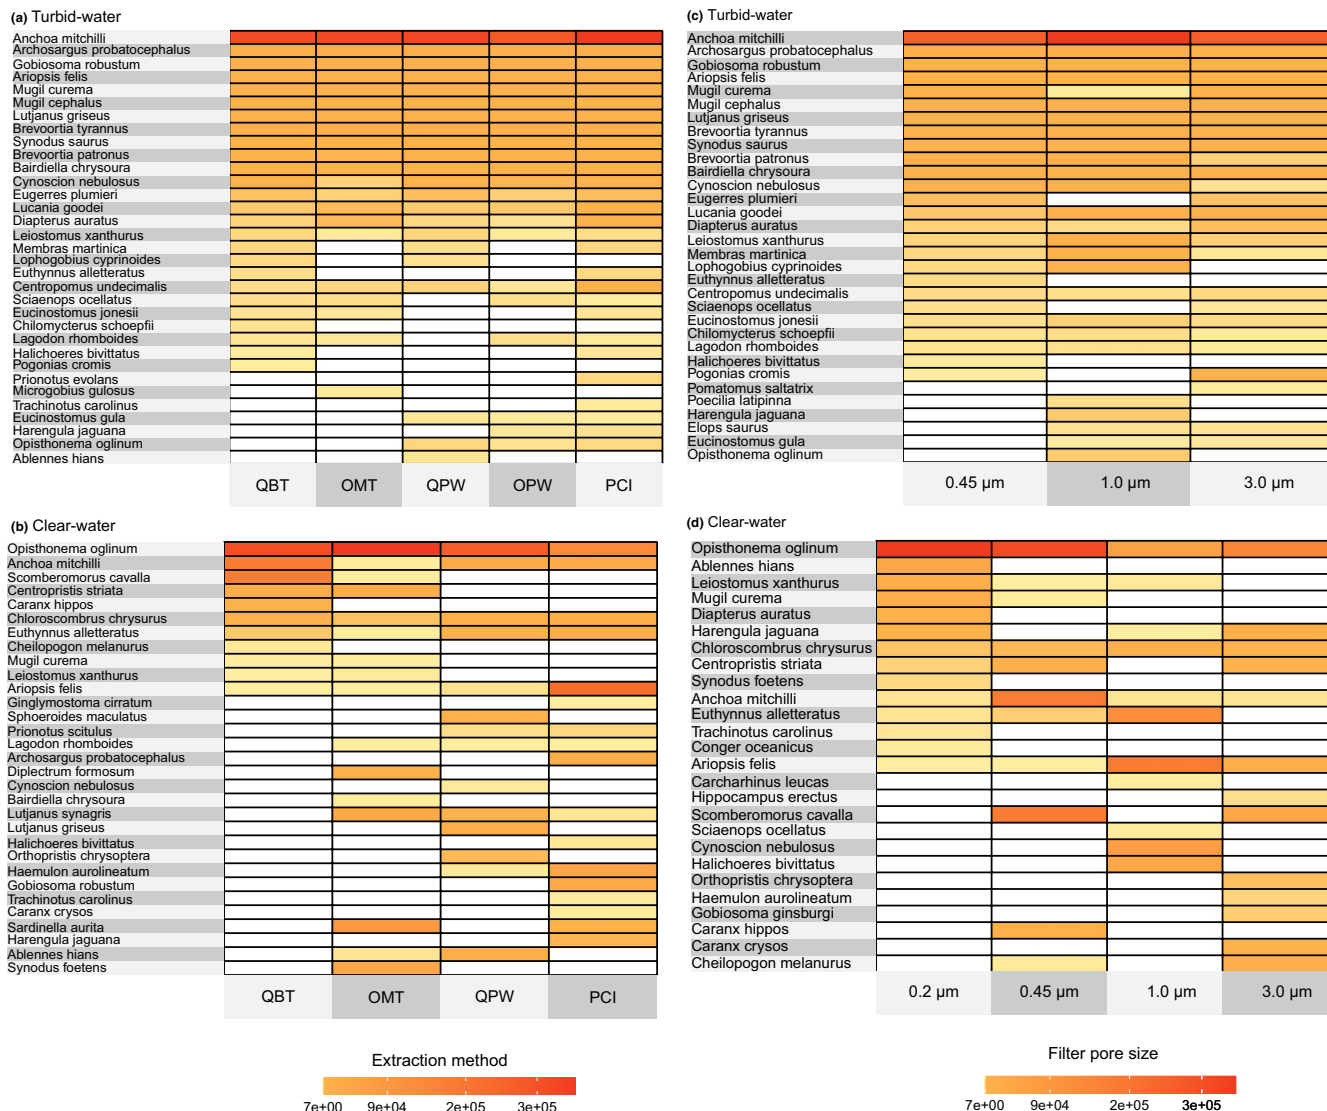 (a) Turbid-water
Anchoa mitchilli
Archosargus probatocephalus
Gobiosoma robustum
Ariopsis felis
Mugil curema
Mugil cephalus
Lutjanus griseus
Brevoortia tyrannus
Synodus saurus
Brevoortia patronus
Bairdiella chrysoura
Cynoscion nebulosus
Eugerres plumieri
Lucania goodei
Diapterus auratus
Leiostomus xanthurus
Membras martinica
Lophogobius cyprinoides
Euthynnus alletteratus
Centropomus undecimalis
Sciaenops ocellatus
Eucinostomus jonesii
Chilomycterus schoepfii
Lagodon rhomboides
Halichoeres bivittatus
Pogonias cromis
Prionotus evolans
Microgobius gulosus
Trachinotus carolinus
Eucinostomus gula
Harengula jaguana
Opisthonema oglinum
Ablennes hians
QBT OMT QPW OPW PCI
(b) Clear-water
Opisthonema oglinum
Anchoa mitchilli
Scomberomorus cavalla
Centropristis striata
Caranx hippos
Chloroscombrus chrysurus
Euthynnus alletteratus
Cheilopogon melanurus
Mugil curema
Leiostomus xanthurus
Ariopsis felis
Ginglymostoma cirratum
Sphoeroides maculatus
Prionotus scitulus
Lagodon rhomboides
Archosargus probatocephalus
Diplectrum formosum
Cynoscion nebulosus
Bairdiella chrysoura
Lutjanus synagris
Lutjanus griseus
Halichoeres bivittatus
Orthopristis chrysoptera
Haemulon aurolineatum
Gobiosoma robustum
Trachinotus carolinus
Caranx crysos
Sardinella aurita
Harengula jaguana
Ablennes hians
Synodus foetens
QBT OMT QPW PCI
Extraction method
7e+00 9e+04 2e+05 3e+05
(c) Turbid-water
Anchoa mitchilli
Archosargus probatocephalus
Gobiosoma robustum
Ariopsis felis
Mugil curema
Mugil cephalus
Lutjanus griseus
Brevoortia tyrannus
Synodus saurus
Brevoortia patronus
Bairdiella chrysoura
Cynoscion nebulosus
Eugerres plumieri
Lucania goodei
Diapterus auratus
Leiostomus xanthurus
Membras martinica
Lophogobius cyprinoides
Euthynnus alletteratus
Centropomus undecimalis
Sciaenops ocellatus
Eucinostomus jonesii
Chilomycterus schoepfii
Lagodon rhomboides
Halichoeres bivittatus
Pogonias cromis
Pomatomus saltatrix
Poecilia latipinna
Harengula jaguana
Elops saurus
Eucinostomus gula
Opisthonema oglinum
0.45 µm 1.0 µm 3.0 µm
(d) Clear-water
Opisthonema oglinum
Ablennes hians
Leiostomus xanthurus
Mugil curema
Diapterus auratus
Harengula jaguana
Chloroscombrus chrysurus
Centropristis striata
Synodus foetens
Anchoa mitchilli
Euthynnus alletteratus
Trachinotus carolinus
Conger oceanicus
Ariopsis felis
Carcharhinus leucas
Hippocampus erectus
Scomberomorus cavalla
Sciaenops ocellatus
Cynoscion nebulosus
Halichoeres bivittatus
Orthopristis chrysoptera
Haemulon aurolineatum
Gobiosoma ginsburgi
Caranx hippos
Caranx crysos
Cheilopogon melanurus
0.2 µm 0.45 µm 1.0 µm 3.0 µm
Filter pore size
7e+00 9e+04 2e+05 3e+05